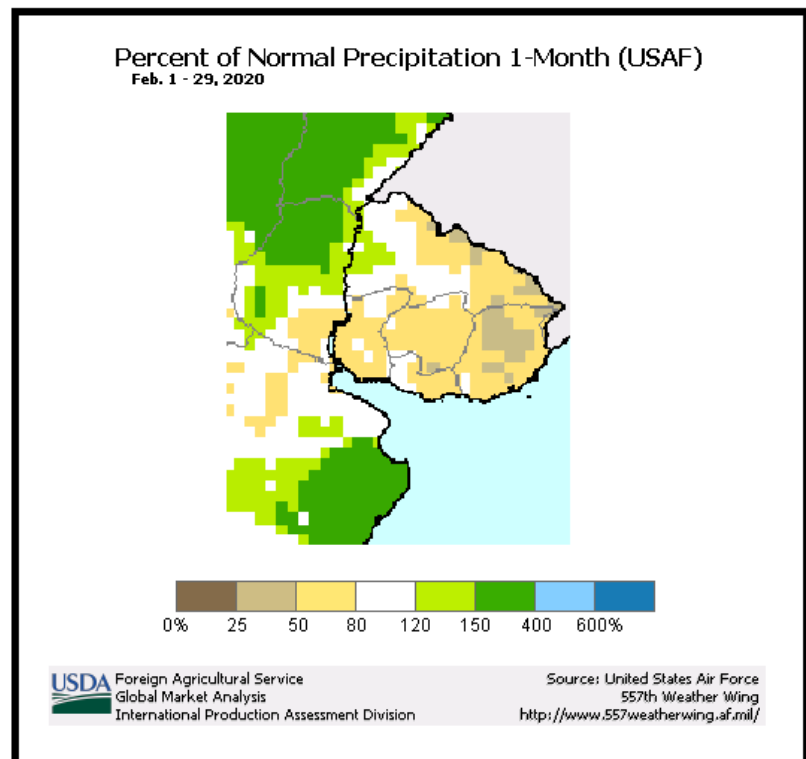 Percent of Normal Precipitation 1-Month (USAF)
Feb. 1 - 29, 2020
0% 25 50 80 120 150 400 600%
USDA
Foreign Agricultural Service
Global Market Analysis
International Production Assessment Division
Source: United States Air Force
557th Weather Wing
http://www.557weatherwing.af.mil/